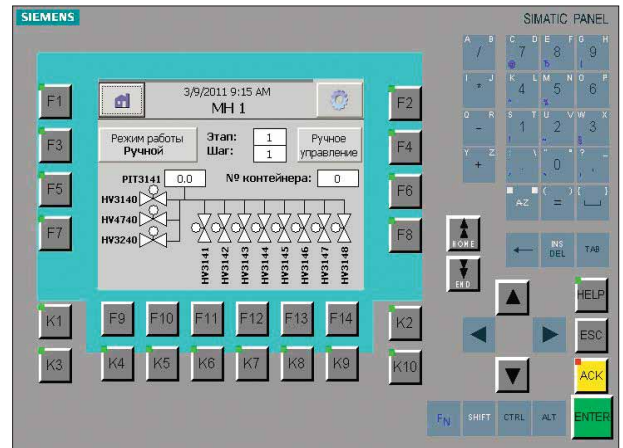 SIEMENS
SIMATIC PANEL
3/9/2011 9:15 AM
МН 1
Режим работы
Ручной
Этап: 1
Шаг: 1
Ручное
управление
PIT3141 0.0 № контейнера: 0
HV3140
HV4740
HV3240
HV3141
HV3142
HV3143
HV3144
HV3145
HV3146
HV3147
HV3148
F1
F2
F3
F4
F5
F6
F7
F8
K1
F9 F10 F11 F12 F13 F14
K2
K3
K4 K5 K6 K7 K8 K9
K10
A B C D E F G H
/ 7 8 9
I J K L M N O P
* 4 5 6
Q R S T U V W X
- 1 2 3
Y Z
+ 0 .
A-Z = ( )
HOME
END
← INS DEL TAB
HELP
ESC
ACK
FN SHIFT CTRL ALT ENTER